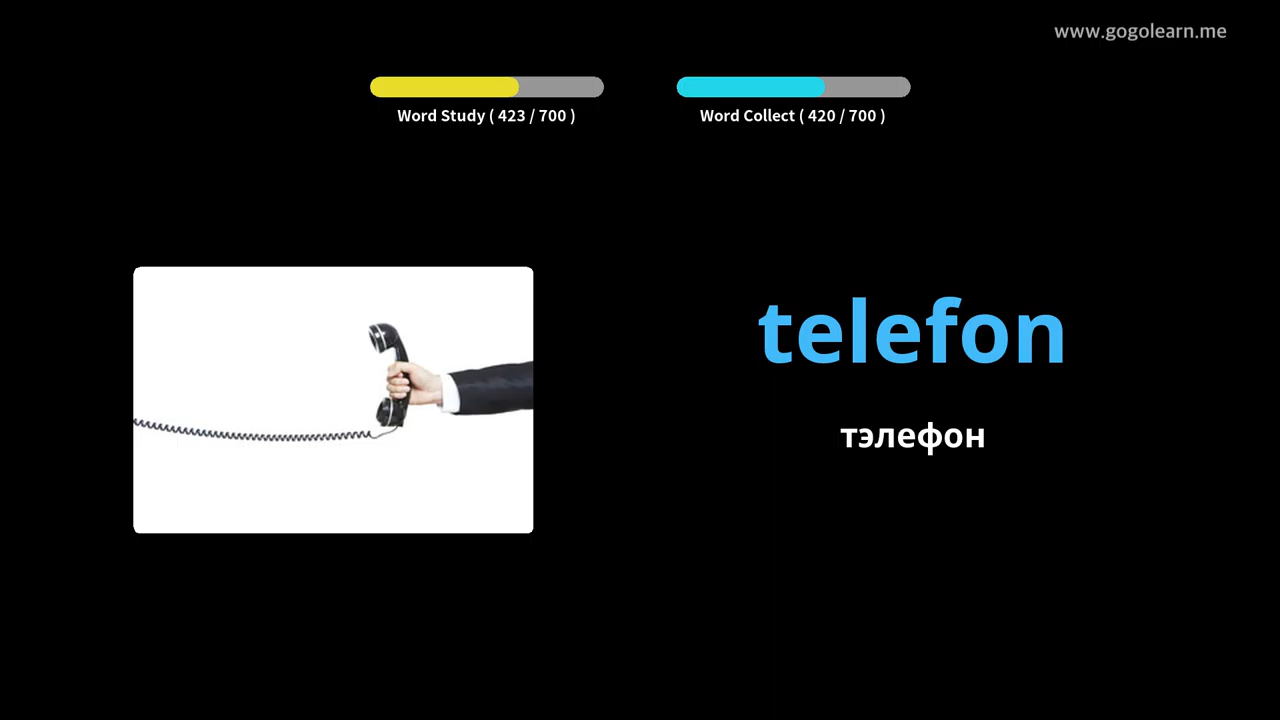 www.gogolearn.me
Word Study ( 423 / 700 )
Word Collect ( 420 / 700 )
telefon
тэлефон